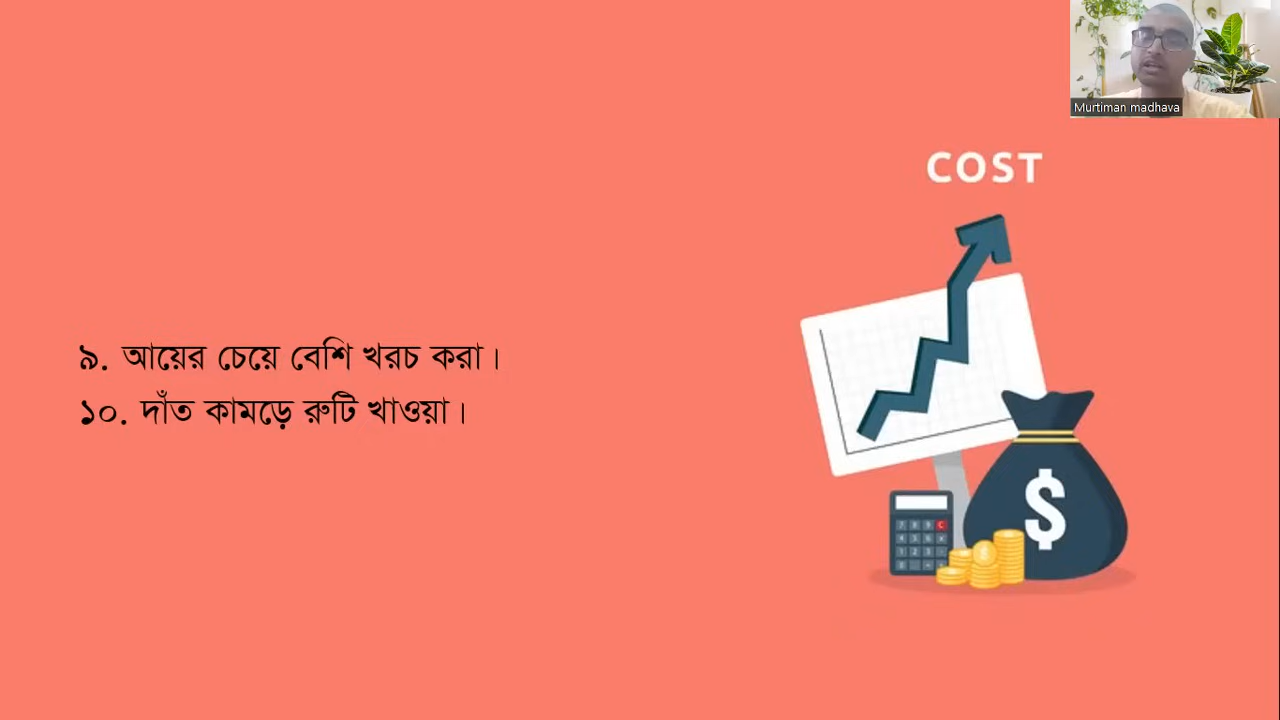 Murtiman madhava
COST
৯. আয়ের চেয়ে বেশি খরচ করা।
১০. দাঁত কামড়ে রুটি খাওয়া।
$